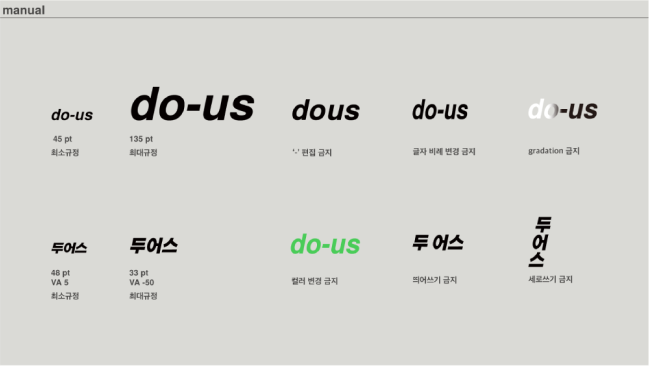 manual
do-us
45 pt
최소규정
do-us
135 pt
최대규정
dous
'-' 편집 금지
do-us
글자 비례 변경 금지
do-us
gradation 금지
두어스
48 pt
VA 5
최소규정
두어스
33 pt
VA -50
최대규정
do-us
컬러 변경 금지
두 어스
띄어쓰기 금지
두
어
스
세로쓰기 금지